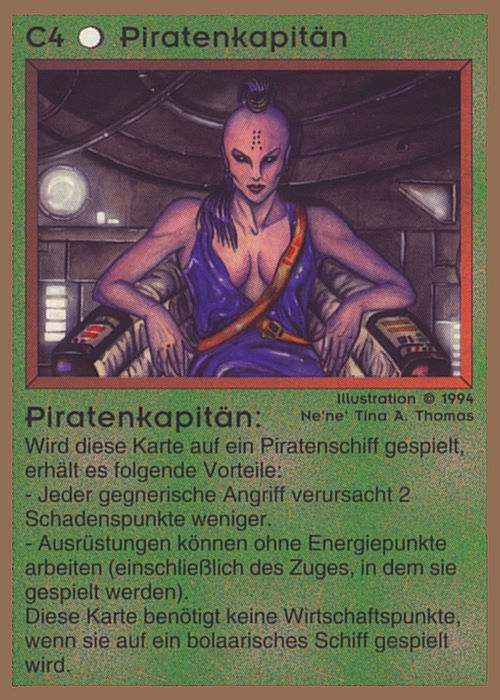 C4 Piratenkapitän
Illustration © 1994
Ne'ne' Tina A. Thomas
Piratenkapitän:
Wird diese Karte auf ein Piratenschiff gespielt,
erhält es folgende Vorteile:
- Jeder gegnerische Angriff verursacht 2
Schadenspunkte weniger.
- Ausrüstungen können ohne Energiepunkte
arbeiten (einschließlich des Zuges, in dem sie
gespielt werden).
Diese Karte benötigt keine Wirtschaftspunkte,
wenn sie auf ein bolaarisches Schiff gespielt
wird.